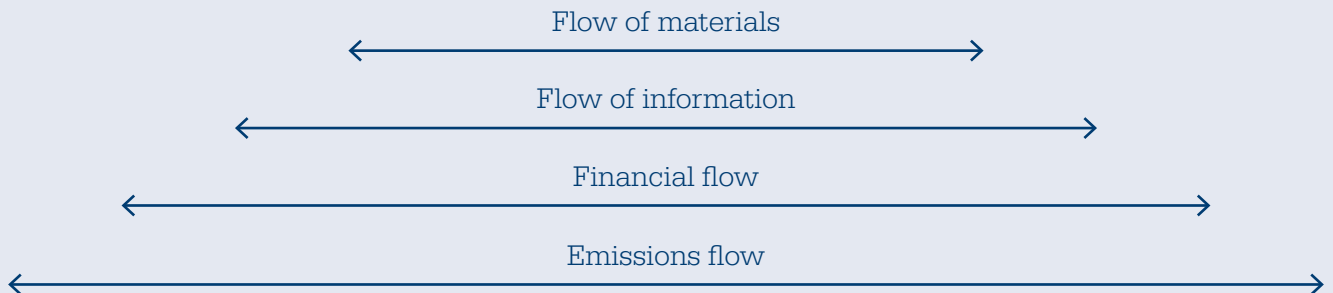 Flow of materials
Flow of information
Financial flow
Emissions flow